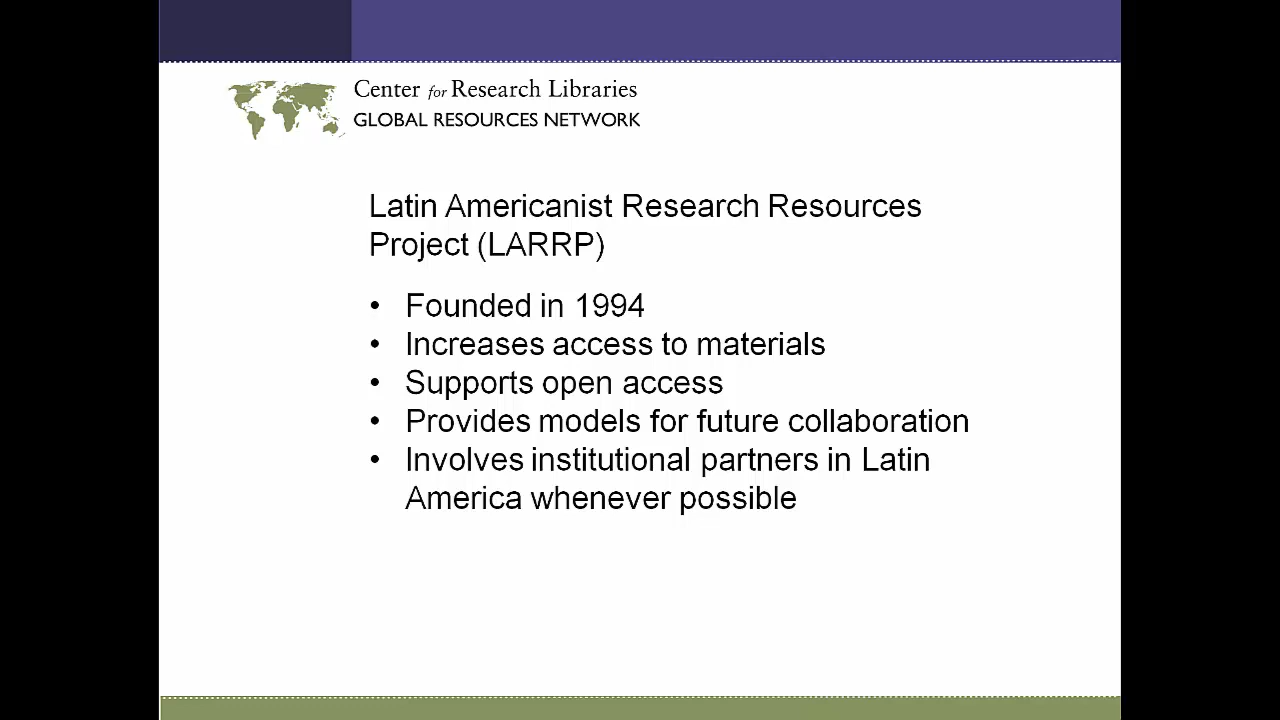 Center for Research Libraries
GLOBAL RESOURCES NETWORK
Latin Americanist Research Resources
Project (LARRP)
• Founded in 1994
• Increases access to materials
• Supports open access
• Provides models for future collaboration
• Involves institutional partners in Latin
America whenever possible